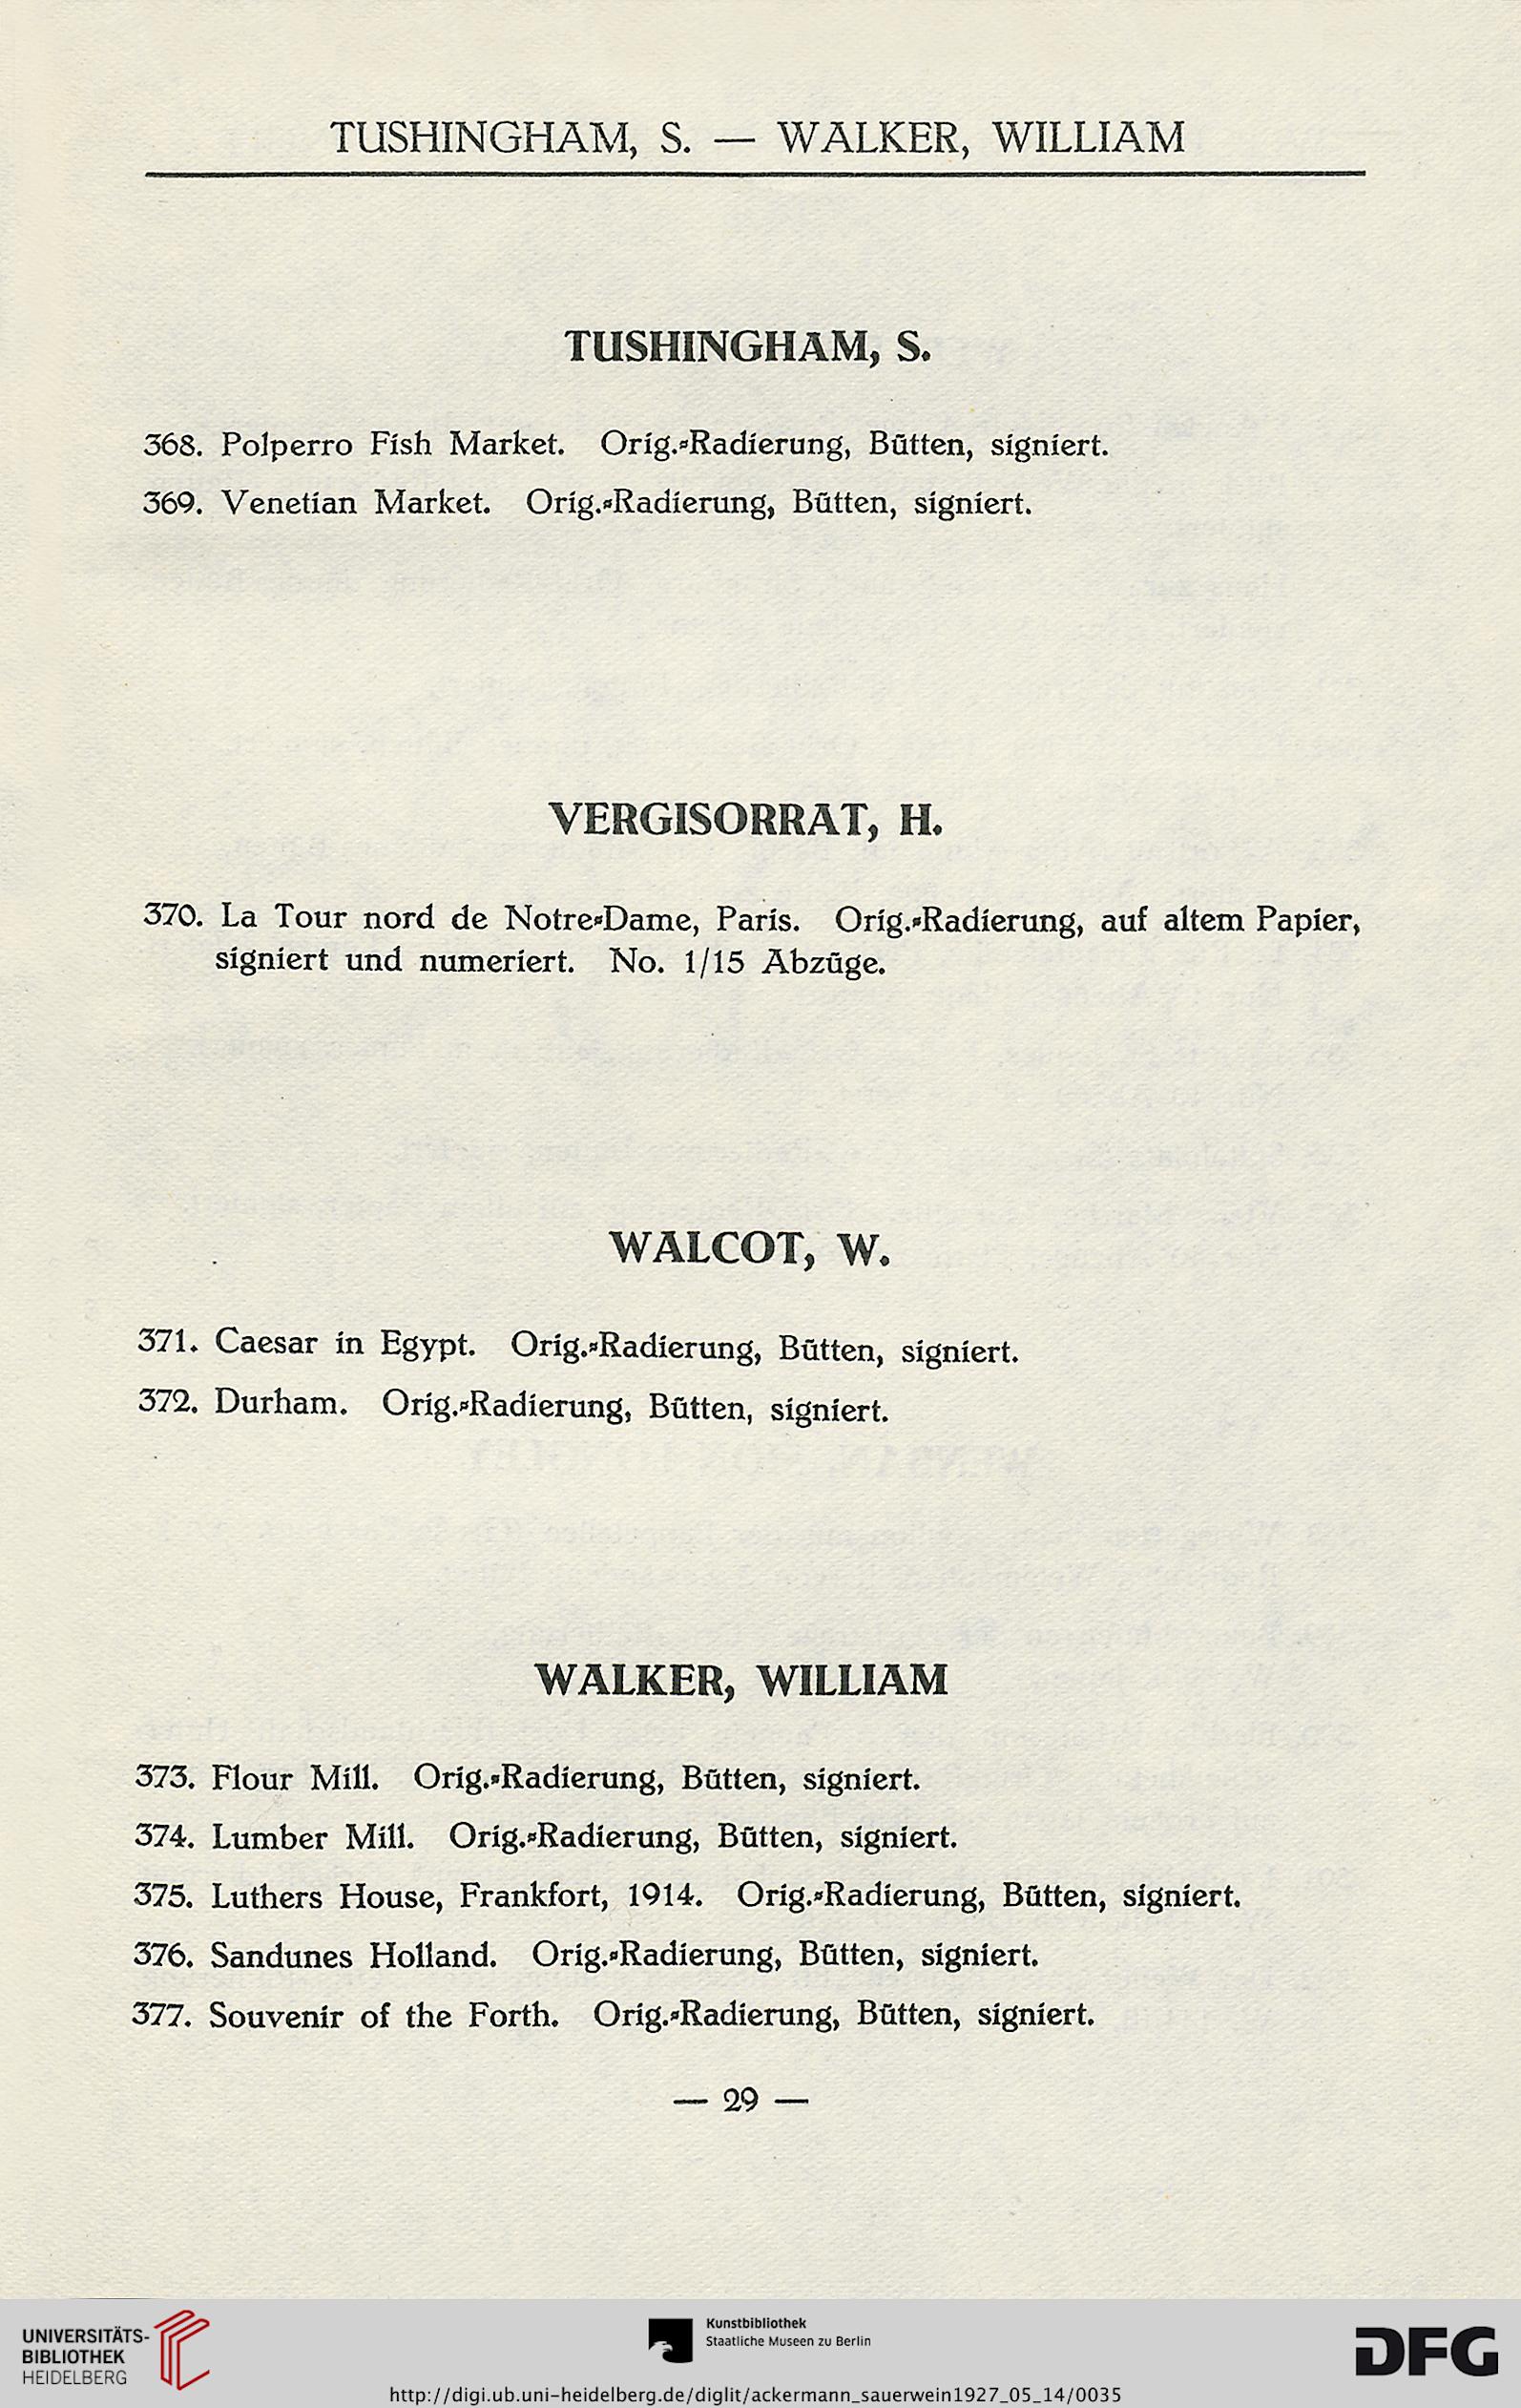 TUSHINGHAM, S. — WALKER, WILLIAM
TUSHINGHAM, S.
368. Polperro Fish Market. Orig.-Radierung, Bütten, signiert.
369. Venetian Market. Orig.-Radierung, Bütten, signiert.
VERGISORRAT, H.
370. La Tour nord de Notre-Dame, Paris. Orig.-Radierung, auf altem Papier,
signiert und numeriert. No. 1/15 Abzüge.
WALCOT, W.
371. Caesar in Egypt. Orig.-Radierung, Bütten, signiert.
372. Durham. Orig.-Radierung, Bütten, signiert.
WALKER, WILLIAM
373. Flour Mill. Orig.-Radierung, Bütten, signiert.
374. Lumber Mill. Orig.-Radierung, Bütten, signiert.
375. Luthers House, Frankfort, 1914. Orig.-Radierung, Bütten, signiert.
376. Sandunes Holland. Orig.-Radierung, Bütten, signiert.
377. Souvenir of the Forth. Orig.-Radierung, Bütten, signiert.
— 29 —
UNIVERSITÄTS-
BIBLIOTHEK
HEIDELBERG
Kunstbibliothek
Staatliche Museen zu Berlin
DFG
http://digi.ub.uni-heidelberg.de/diglit/ackermann_sauerwein1927_05_14/0035